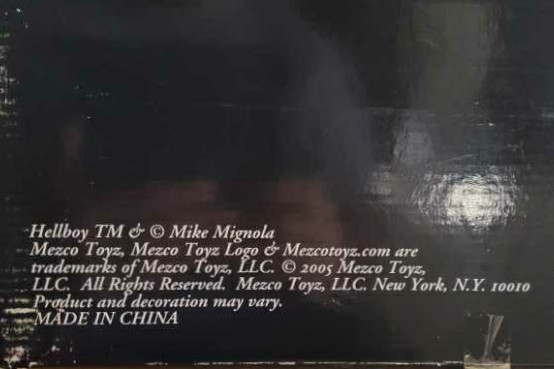 Hellboy TM & © Mike Mignola
Mezco Toyz, Mezco Toyz Logo & Mezcotoyz.com are
trademarks of Mezco Toyz, LLC. © 2005 Mezco Toyz,
LLC. All Rights Reserved. Mezco Toyz, LLC. New York, N.Y. 10010
Product and decoration may vary.
MADE IN CHINA